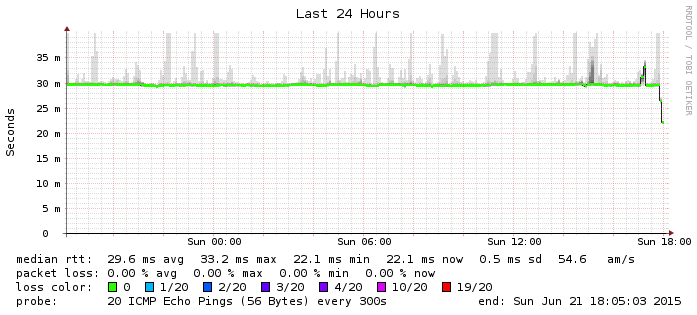 Last 24 Hours
RRDTOOL / TOBI OETIKER
Seconds
35 m
30 m
25 m
20 m
15 m
10 m
5 m
0
Sun 00:00 Sun 06:00 Sun 12:00 Sun 18:00
median rtt: 29.6 ms avg 33.2 ms max 22.1 ms min 22.1 ms now 0.5 ms sd 54.6 am/s
packet loss: 0.00 % avg 0.00 % max 0.00 % min 0.00 % now
loss color: 0 1/20 2/20 3/20 4/20 10/20 19/20
probe: 20 ICMP Echo Pings (56 Bytes) every 300s end: Sun Jun 21 18:05:03 2015